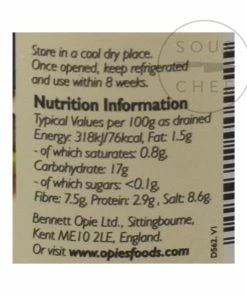 Store in a cool dry place.
Once opened, keep refrigerated
and use within 8 weeks.
Nutrition Information
Typical Values per 100g as drained
Energy: 318kJ/76kcal, Fat: 1.5g
- of which saturates: 0.8g,
Carbohydrate: 17g
- of which sugars: <0.1g,
Fibre: 7.5g, Protein: 2.9g, Salt: 8.6g.
Bennett Opie Ltd., Sittingbourne,
Kent ME10 2LE, England.
Or visit www.opiesfoods.com
D562. V1
SOU
CHE